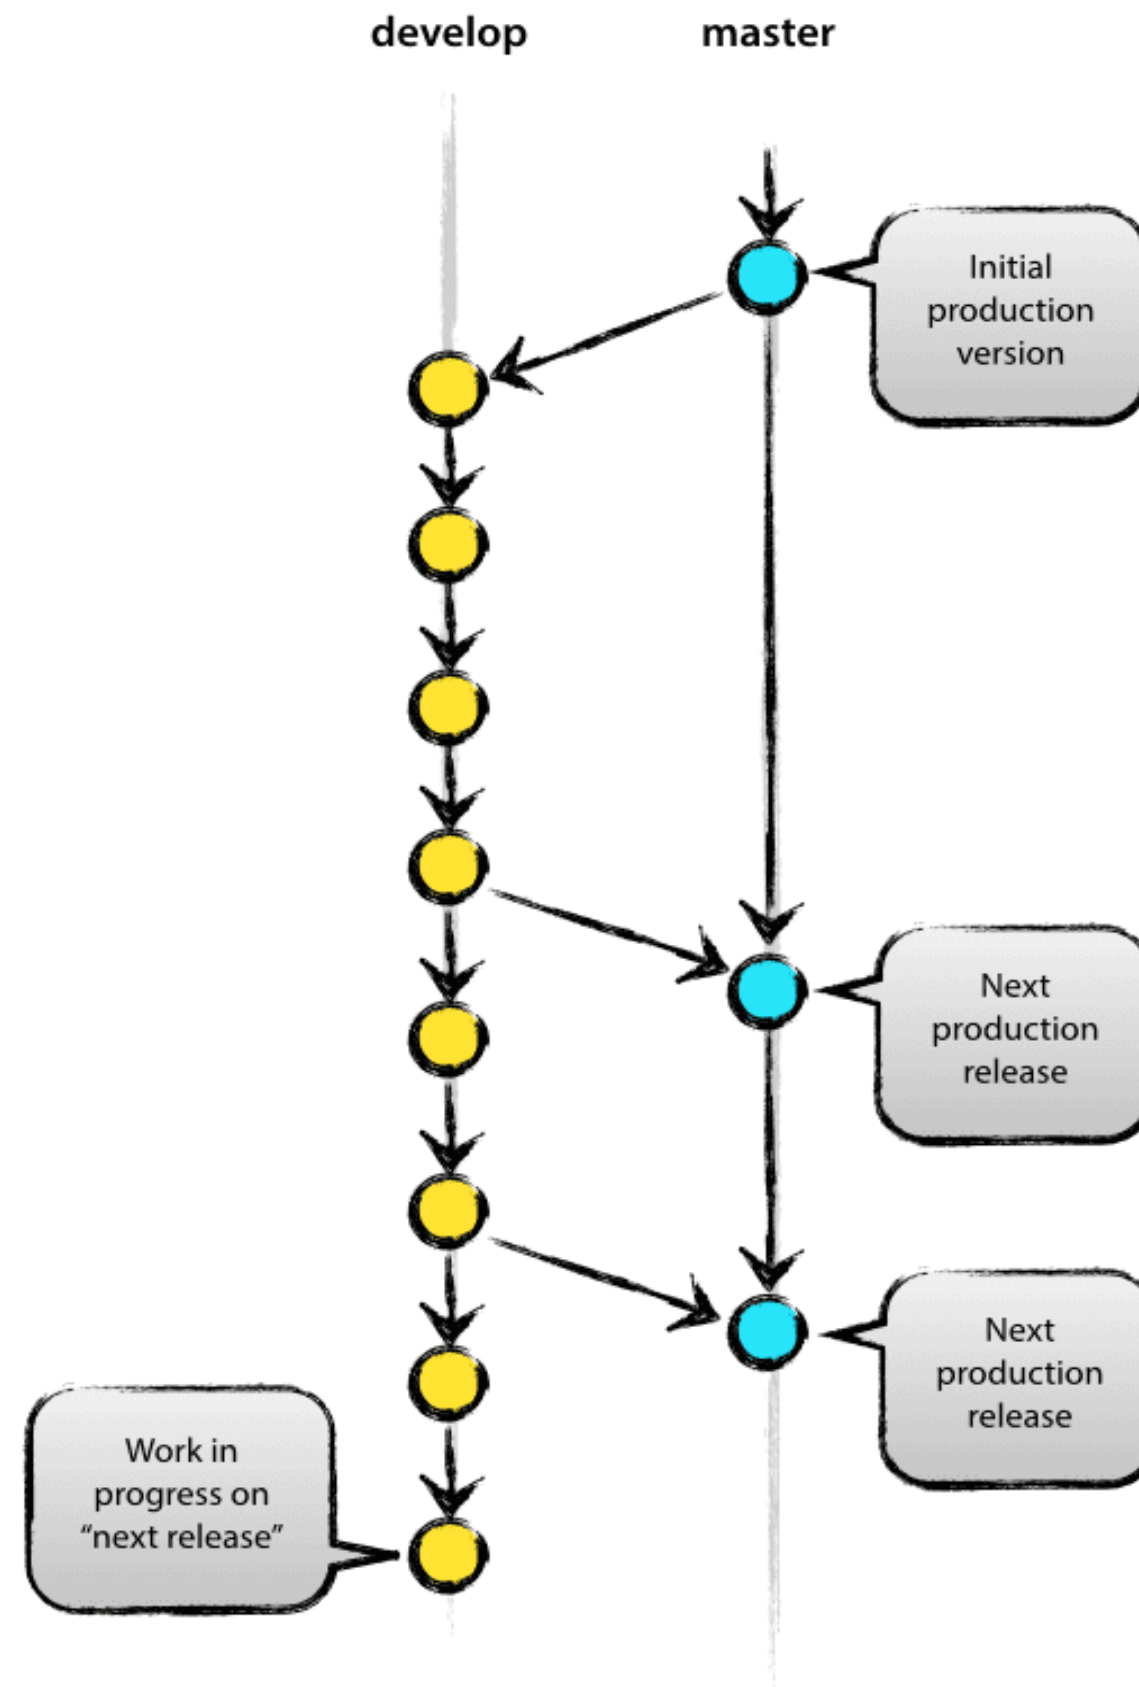 develop
master
Initial
production
version
Next
production
release
Next
production
release
Work in
progress on
“next release”